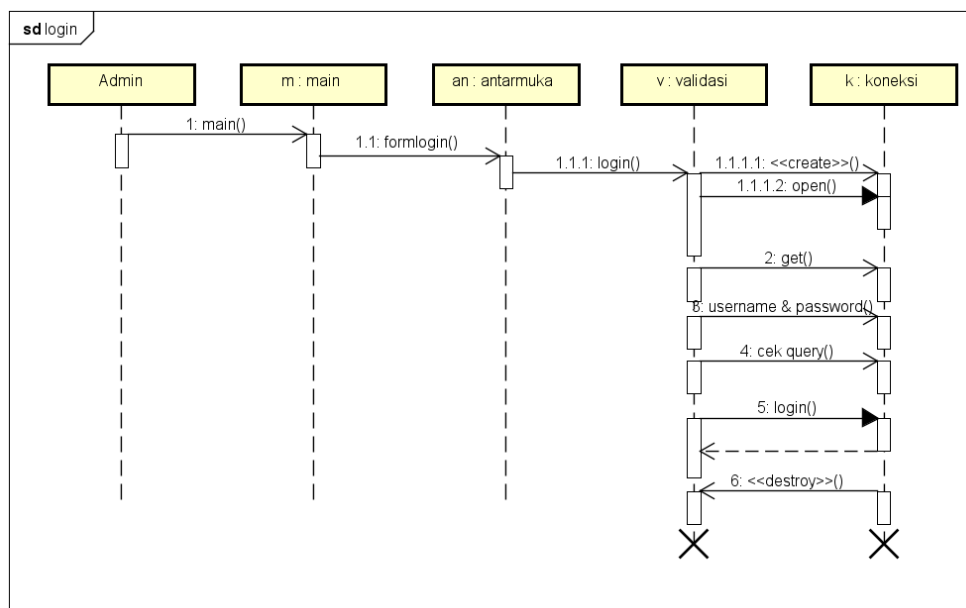 sd login
Admin
m : main
an : antarmuka
v : validasi
k : koneksi
1: main()
1.1: formlogin()
1.1.1: login()
1.1.1.1: <<create>>()
1.1.1.2: open()
2: get()
3: username & password()
4: cek query()
5: login()
6: <<destroy>>()